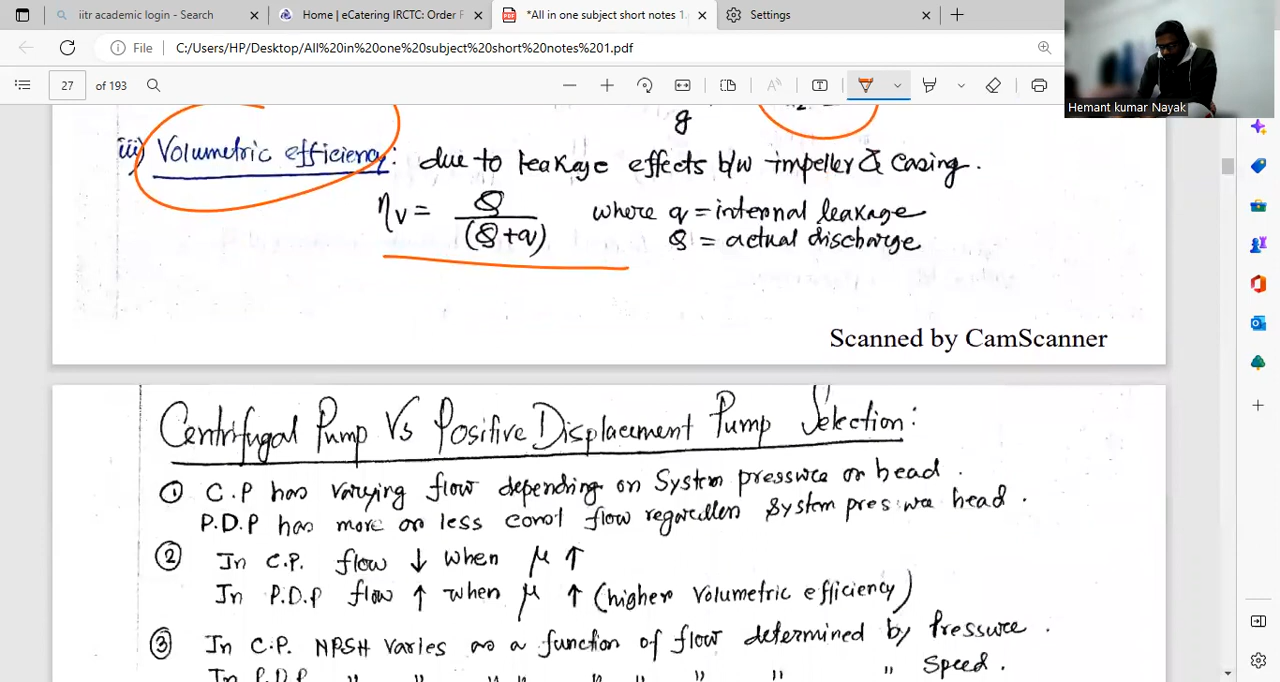 iitr academic login - Search
Home | eCatering IRCTC: Order F
*All in one subject short notes 1.
Settings
File
C:/Users/HP/Desktop/All%20in%20one%20subject%20short%20notes%201.pdf
27 of 193
Hemant kumar Nayak
g
iii) Volumetric efficiency: due to leakage effects b/w impeller & casing.
ηv = Q / (Q+q) where q = internal leakage
Q = actual discharge
Scanned by CamScanner
Centrifugal Pump Vs Positive Displacement Pump Selection:
① C.P has varying flow depending on System pressure or head.
P.D.P has more or less const flow regardless system pressure head.
② In C.P. flow ↓ when μ ↑
In P.D.P flow ↑ when μ ↑ (higher volumetric efficiency)
③ In C.P. NPSH varies as a function of flow determined by Pressure.
In P.D.P " " " " " " " Speed.